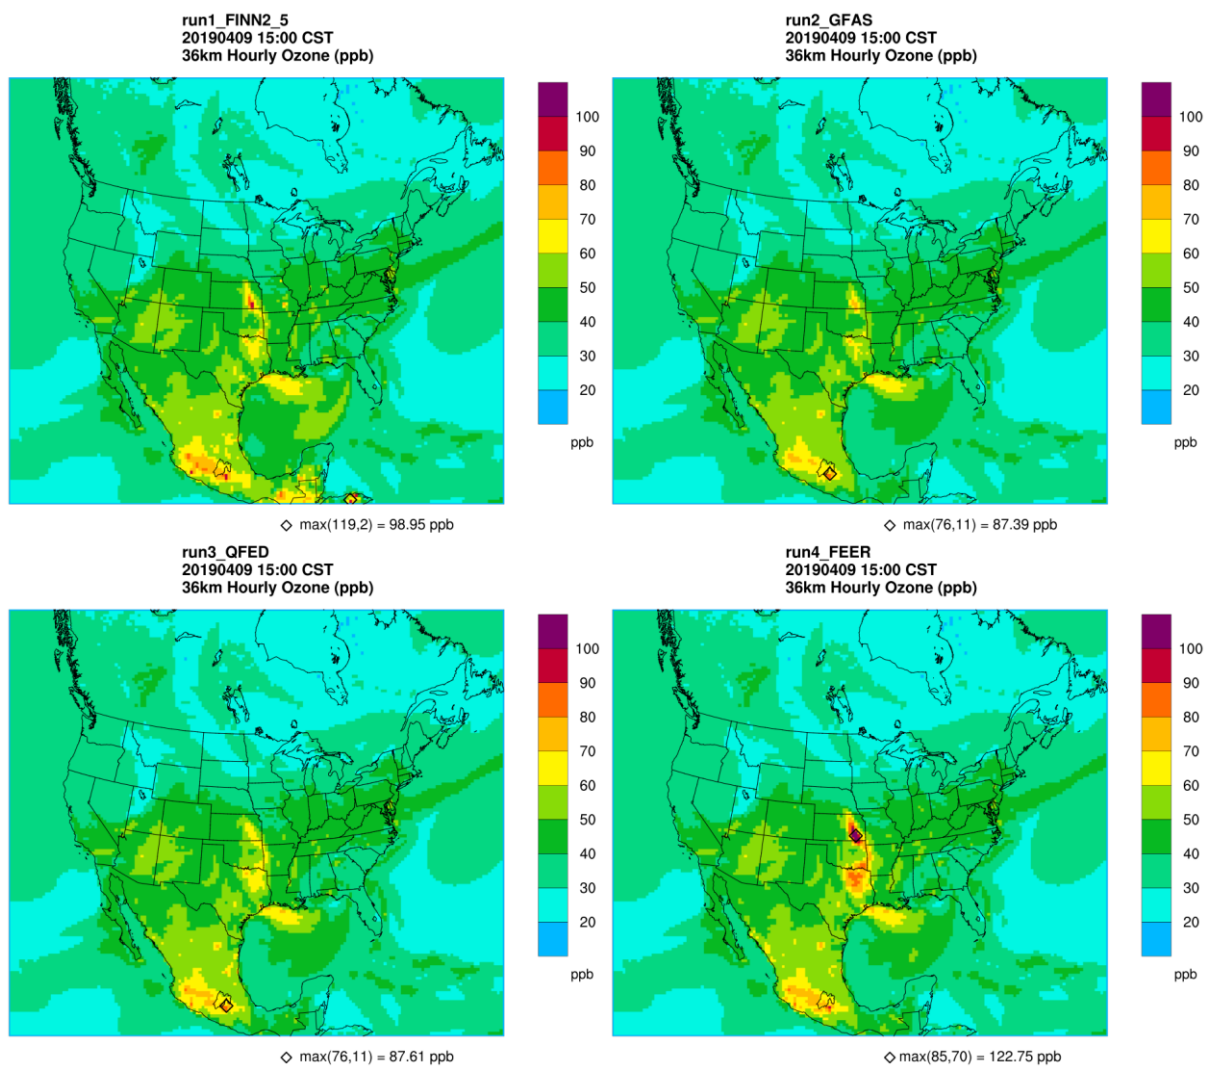 run1_FINN2_5
20190409 15:00 CST
36km Hourly Ozone (ppb)
100
90
80
70
60
50
40
30
20
ppb
max(119,2) = 98.95 ppb
run2_GFAS
20190409 15:00 CST
36km Hourly Ozone (ppb)
100
90
80
70
60
50
40
30
20
ppb
max(76,11) = 87.39 ppb
run3_QFED
20190409 15:00 CST
36km Hourly Ozone (ppb)
100
90
80
70
60
50
40
30
20
ppb
max(76,11) = 87.61 ppb
run4_FEER
20190409 15:00 CST
36km Hourly Ozone (ppb)
100
90
80
70
60
50
40
30
20
ppb
max(85,70) = 122.75 ppb